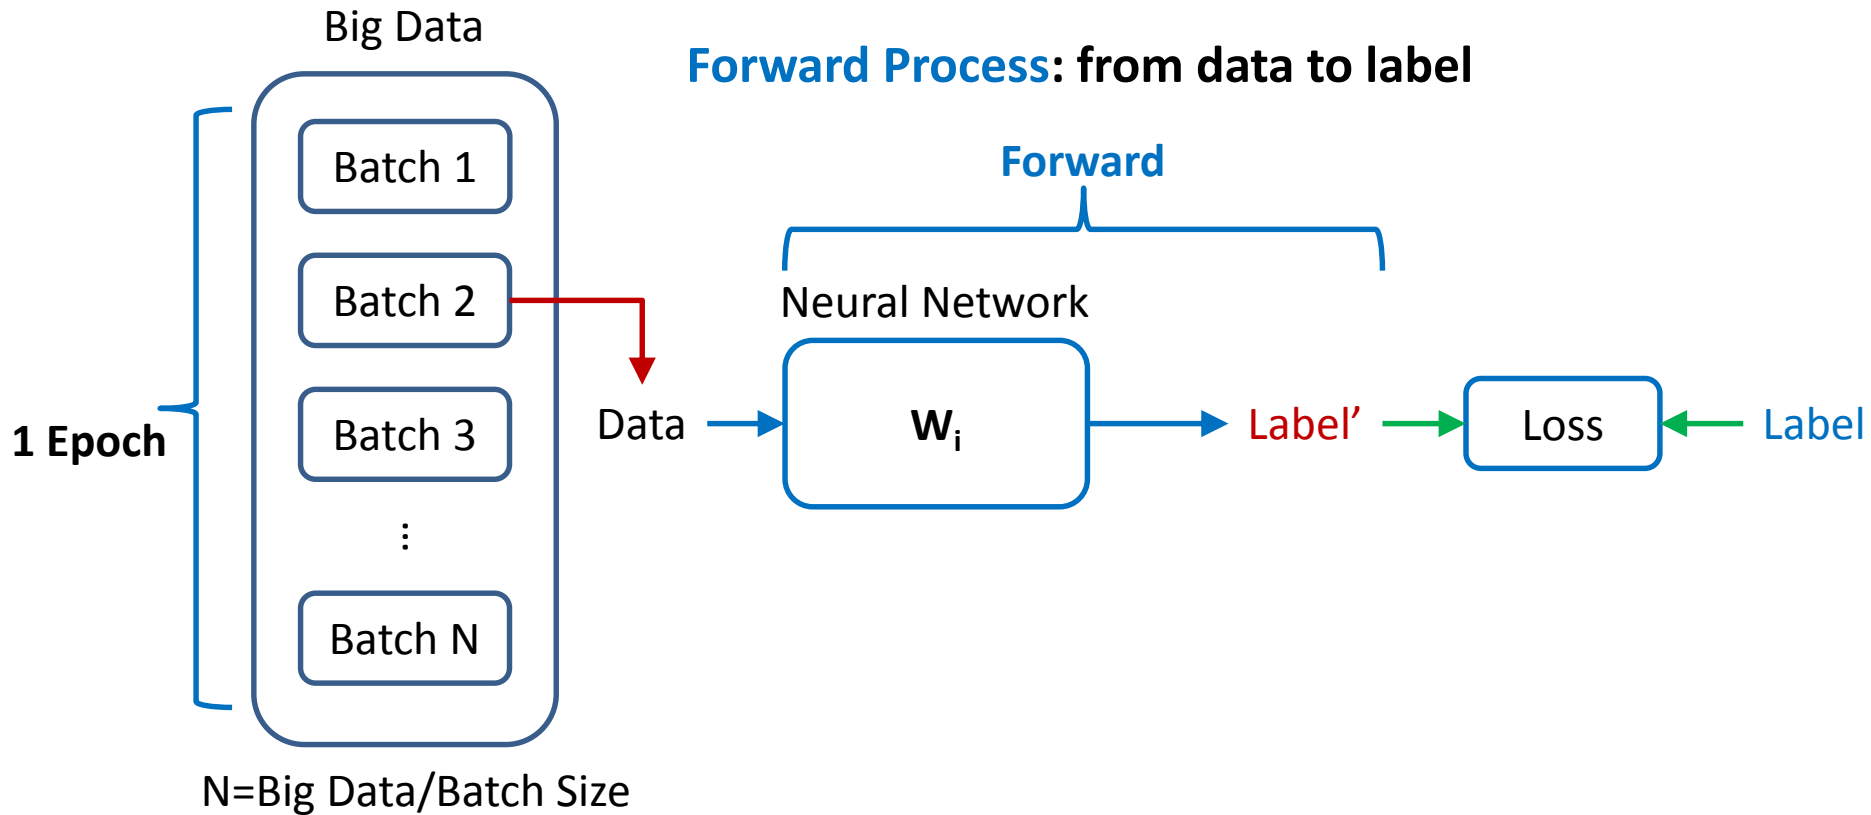 Big Data
Forward Process: from data to label
Batch 1
Forward
Batch 2
Neural Network
1 Epoch
Batch 3
Data
Wi
Label’
Loss
Label
⋮
Batch N
N=Big Data/Batch Size